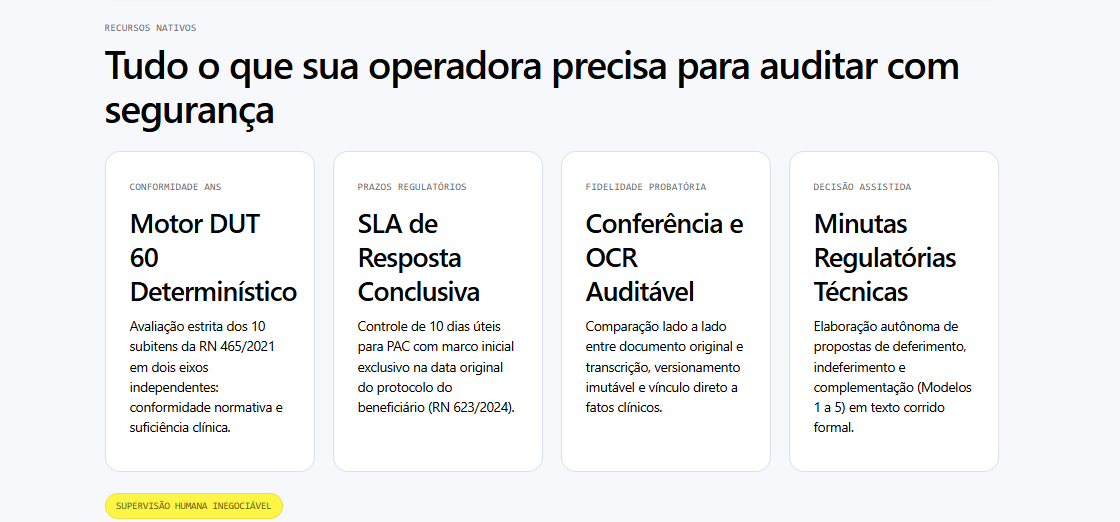 RECURSOS NATIVOS
Tudo o que sua operadora precisa para auditar com
segurança
CONFORMIDADE ANS
Motor DUT
60
Determinístico
Avaliação estrita dos 10
subitens da RN 465/2021
em dois eixos
independentes:
conformidade normativa e
suficiência clínica.
PRAZOS REGULATÓRIOS
SLA de
Resposta
Conclusiva
Controle de 10 dias úteis
para PAC com marco inicial
exclusivo na data original
do protocolo do
beneficiário (RN 623/2024).
FIDELIDADE PROBATÓRIA
Conferência e
OCR
Auditável
Comparação lado a lado
entre documento original e
transcrição, versionamento
imutável e vínculo direto a
fatos clínicos.
DECISÃO ASSISTIDA
Minutas
Regulatórias
Técnicas
Elaboração autônoma de
propostas de deferimento,
indeferimento e
complementação (Modelos
1 a 5) em texto corrido
formal.
SUPERVISÃO HUMANA INEGOCIÁVEL